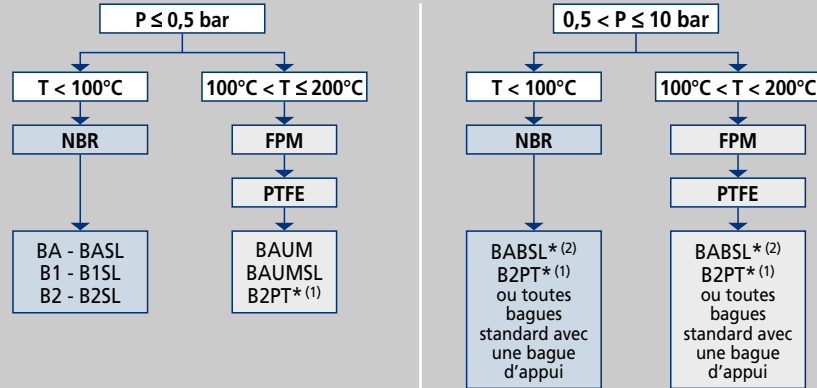 P ≤ 0,5 bar
T < 100°C
100°C < T ≤ 200°C
NBR
FPM
PTFE
BA - BASL
B1 - B1SL
B2 - B2SL
BAUM
BAUMSL
B2PT* (1)
0,5 < P ≤ 10 bar
T < 100°C
100°C < T < 200°C
NBR
FPM
PTFE
BABSL* (2)
B2PT* (1)
ou toutes
bagues
standard avec
une bague
d'appui
BABSL* (2)
B2PT* (1)
ou toutes
bagues
standard avec
une bague
d'appui